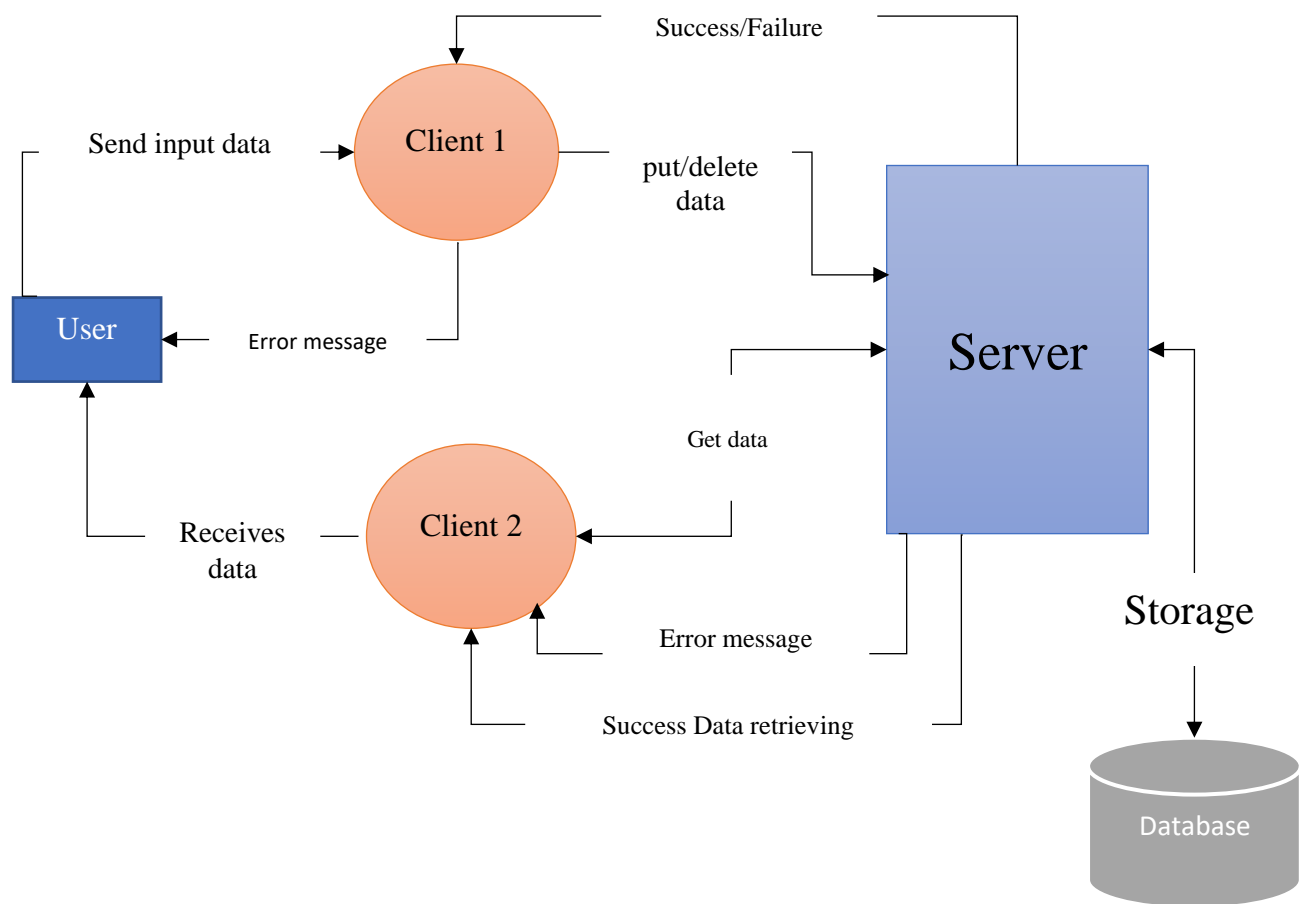 Success/Failure
Send input data
Client 1
put/delete
data
User
Error message
Server
Get data
Receives
data
Client 2
Storage
Error message
Success Data retrieving
Database